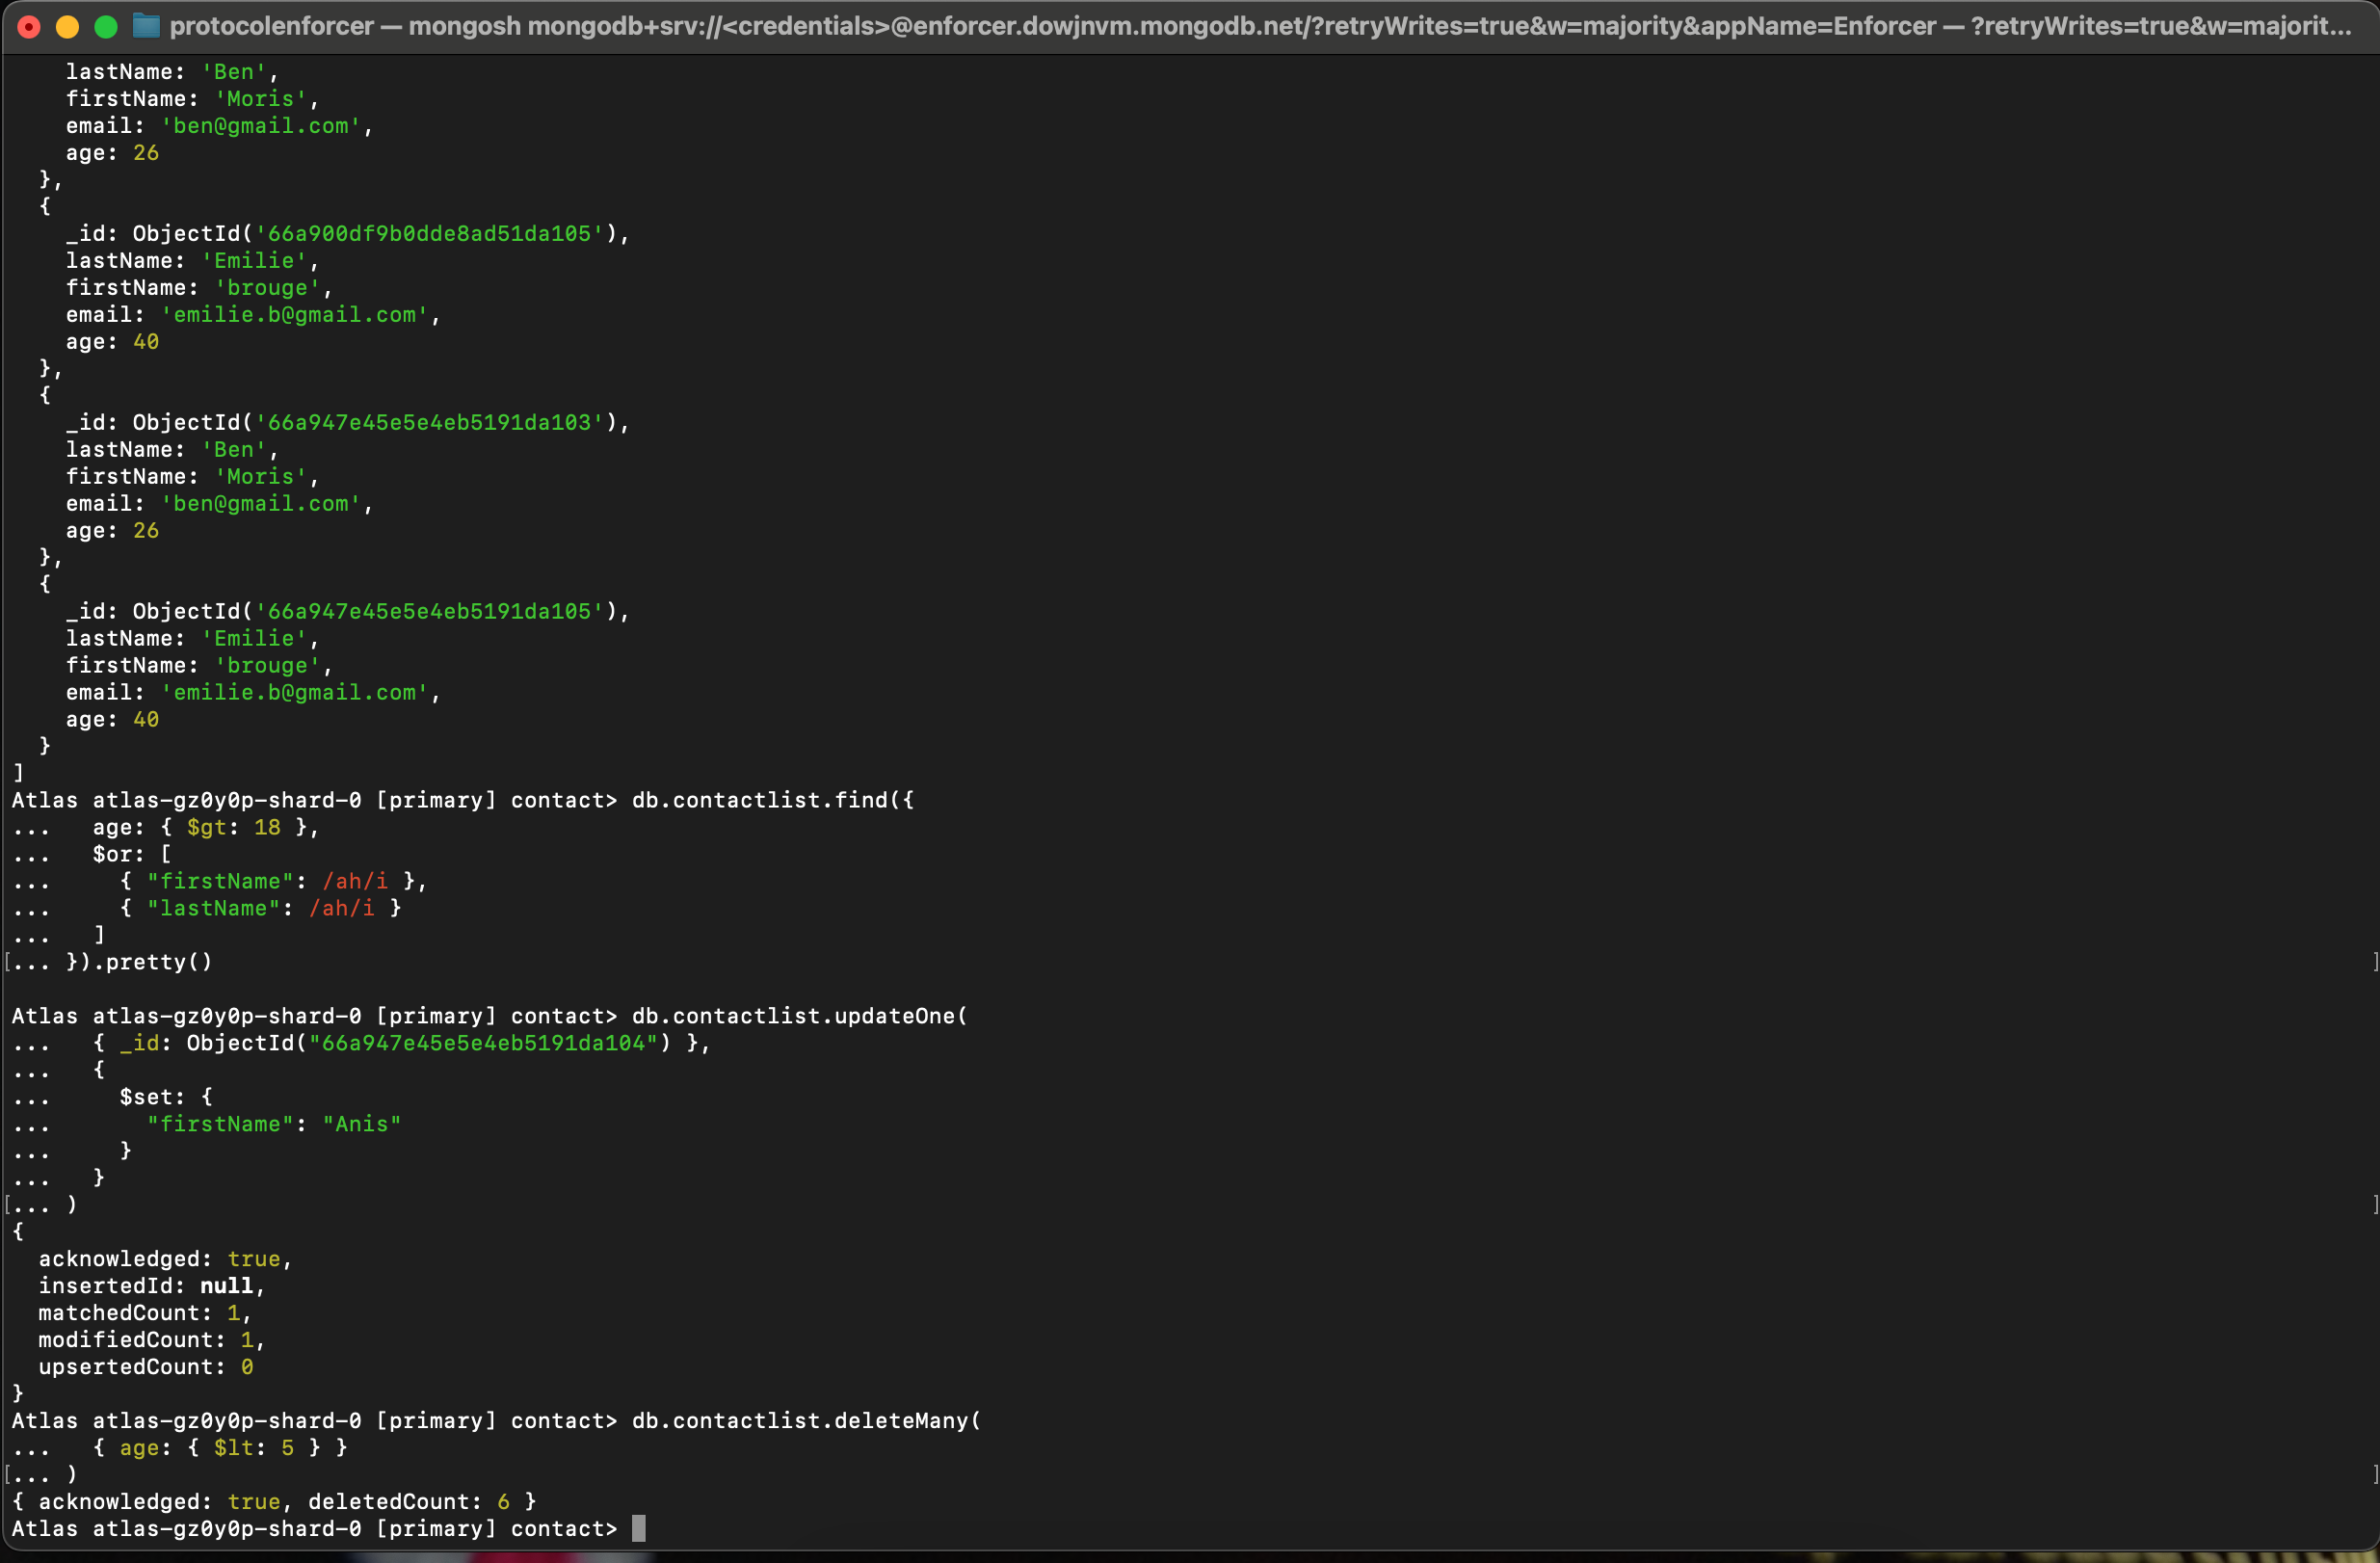 protocolenforcer — mongosh mongodb+srv://<credentials>@enforcer.dowjnvm.mongodb.net/?retryWrites=true&w=majority&appName=Enforcer — ?retryWrites=true&w=majorit...
lastName: 'Ben',
firstName: 'Moris',
email: 'ben@gmail.com',
age: 26
},
{
_id: ObjectId('66a900df9b0dde8ad51da105'),
lastName: 'Emilie',
firstName: 'brouge',
email: 'emilie.b@gmail.com',
age: 40
},
{
_id: ObjectId('66a947e45e5e4eb5191da103'),
lastName: 'Ben',
firstName: 'Moris',
email: 'ben@gmail.com',
age: 26
},
{
_id: ObjectId('66a947e45e5e4eb5191da105'),
lastName: 'Emilie',
firstName: 'brouge',
email: 'emilie.b@gmail.com',
age: 40
}
]
Atlas atlas-gz0y0p-shard-0 [primary] contact> db.contactlist.find({
... age: { $gt: 18 },
... $or: [
... { "firstName": /ah/i },
... { "lastName": /ah/i }
... ]
[... }).pretty() ]
Atlas atlas-gz0y0p-shard-0 [primary] contact> db.contactlist.updateOne(
... { _id: ObjectId("66a947e45e5e4eb5191da104") },
... {
... $set: {
... "firstName": "Anis"
... }
... }
[... ) ]
{
acknowledged: true,
insertedId: null,
matchedCount: 1,
modifiedCount: 1,
upsertedCount: 0
}
Atlas atlas-gz0y0p-shard-0 [primary] contact> db.contactlist.deleteMany(
... { age: { $lt: 5 } }
[... ) ]
{ acknowledged: true, deletedCount: 6 }
Atlas atlas-gz0y0p-shard-0 [primary] contact>